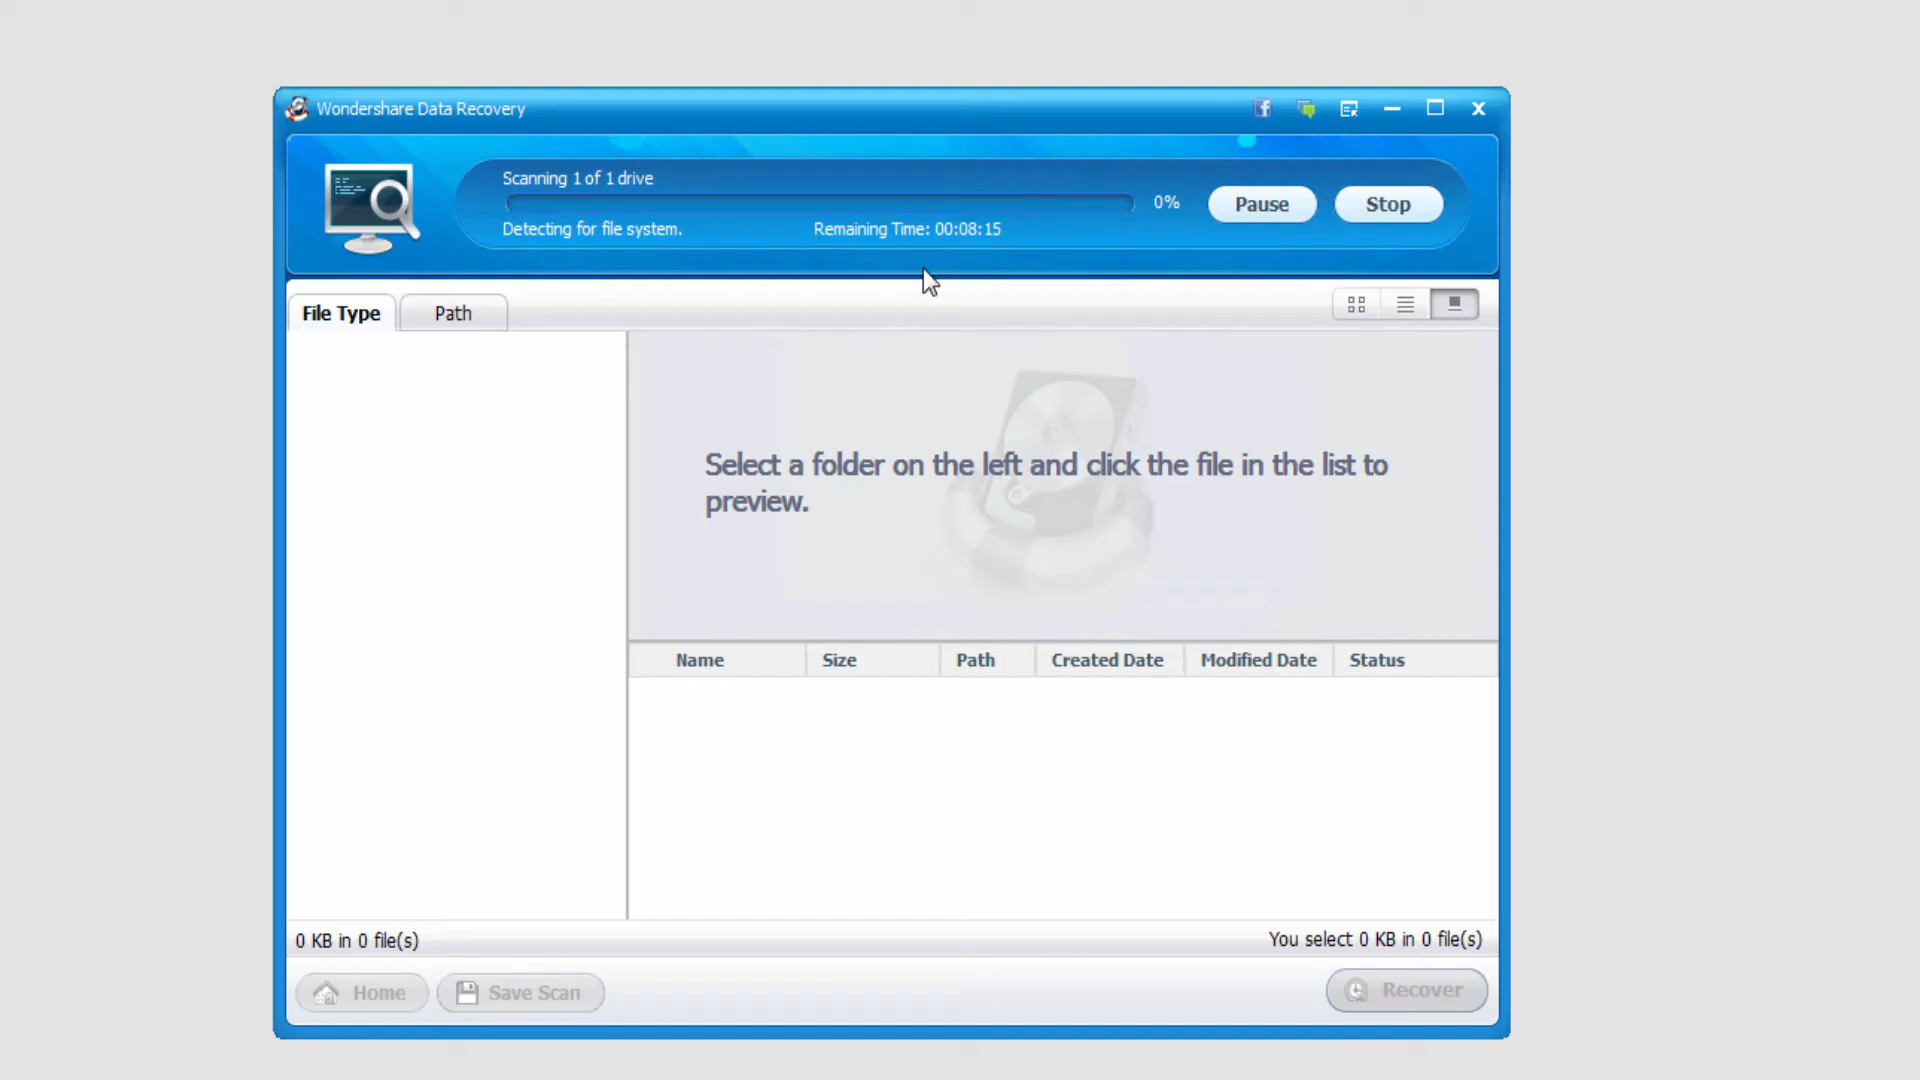 Wondershare Data Recovery
Scanning 1 of 1 drive
0%
Pause
Stop
Detecting for file system.
Remaining Time: 00:08:15
File Type
Path
Select a folder on the left and click the file in the list to
preview.
Name
Size
Path
Created Date
Modified Date
Status
0 KB in 0 file(s)
You select 0 KB in 0 file(s)
Home
Save Scan
Recover